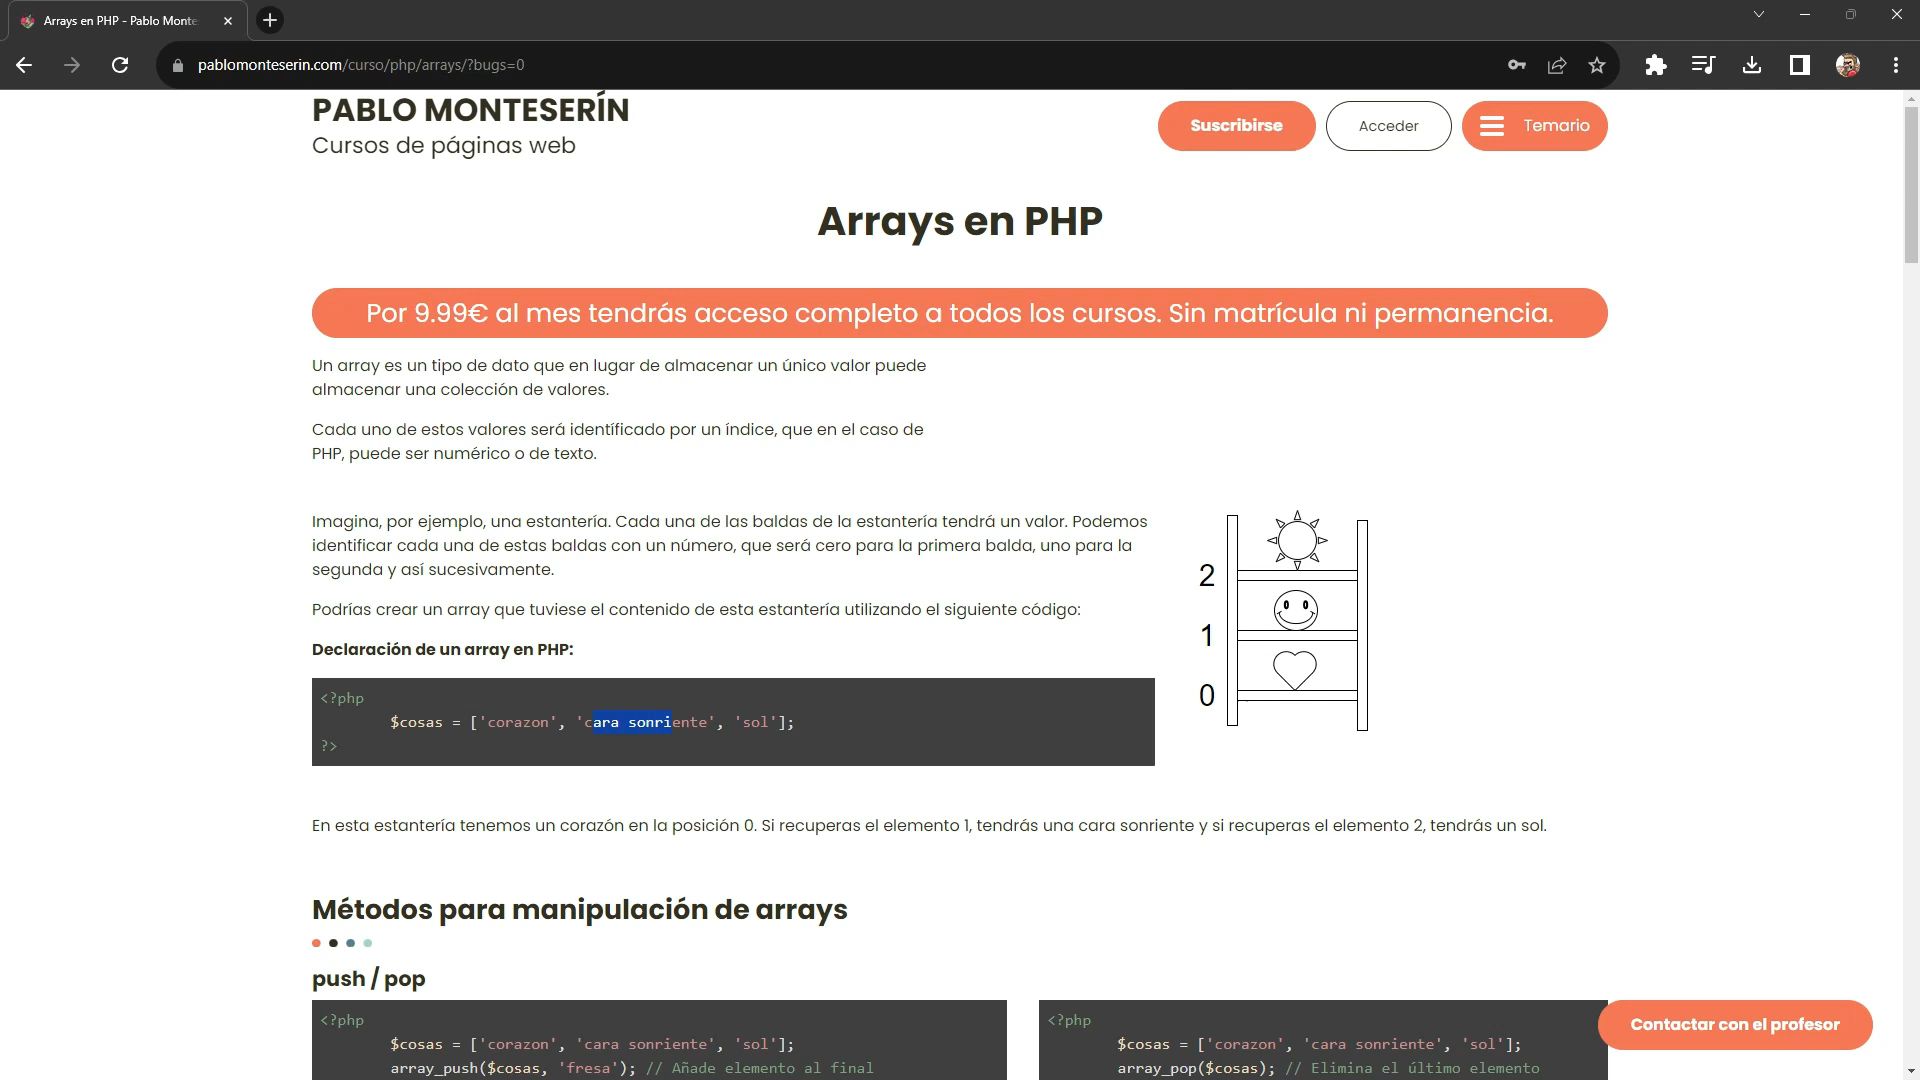 Arrays en PHP - Pablo Monte
pablomonteserin.com/curso/php/arrays/?bugs=0
PABLO MONTESERÍN
Cursos de páginas web
Suscribirse
Acceder
Temario
Arrays en PHP
Por 9.99€ al mes tendrás acceso completo a todos los cursos. Sin matrícula ni permanencia.
Un array es un tipo de dato que en lugar de almacenar un único valor puede
almacenar una colección de valores.
Cada uno de estos valores será identíficado por un índice, que en el caso de
PHP, puede ser numérico o de texto.
Imagina, por ejemplo, una estantería. Cada una de las baldas de la estantería tendrá un valor. Podemos
identificar cada una de estas baldas con un número, que será cero para la primera balda, uno para la
segunda y así sucesivamente.
Podrías crear un array que tuviese el contenido de esta estantería utilizando el siguiente código:
Declaración de un array en PHP:
<?php
$cosas = ['corazon', 'cara sonriente', 'sol'];
?>
2
1
0
En esta estantería tenemos un corazón en la posición 0. Si recuperas el elemento 1, tendrás una cara sonriente y si recuperas el elemento 2, tendrás un sol.
Métodos para manipulación de arrays
push / pop
<?php
$cosas = ['corazon', 'cara sonriente', 'sol'];
array_push($cosas, 'fresa'); // Añade elemento al final
<?php
$cosas = ['corazon', 'cara sonriente', 'sol'];
array_pop($cosas); // Elimina el último elemento
Contactar con el profesor